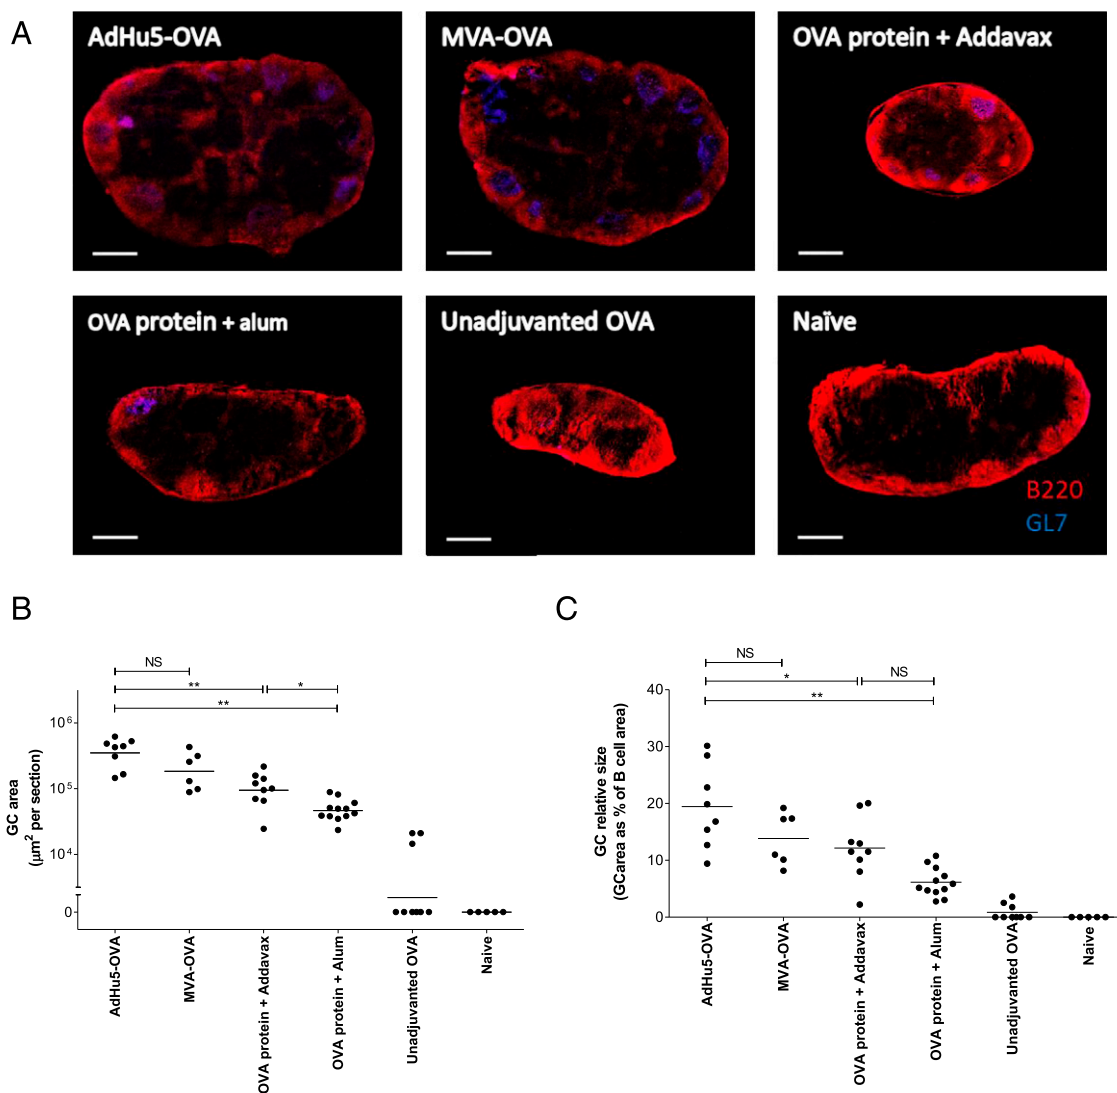 A
AdHu5-OVA
MVA-OVA
OVA protein + Addavax
OVA protein + alum
Unadjuvanted OVA
Naïve
B220
GL7
B
C
NS
** *
**
GC area
(µm² per section)
10⁶
10⁵
10⁴
0
AdHu5-OVA
MVA-OVA
OVA protein + Addavax
OVA protein + Alum
Unadjuvanted OVA
Naive
NS
* NS
**
GC relative size
(GCarea as % of B cell area)
40
30
20
10
0
AdHu5-OVA
MVA-OVA
OVA protein + Addavax
OVA protein + Alum
Unadjuvanted OVA
Naive